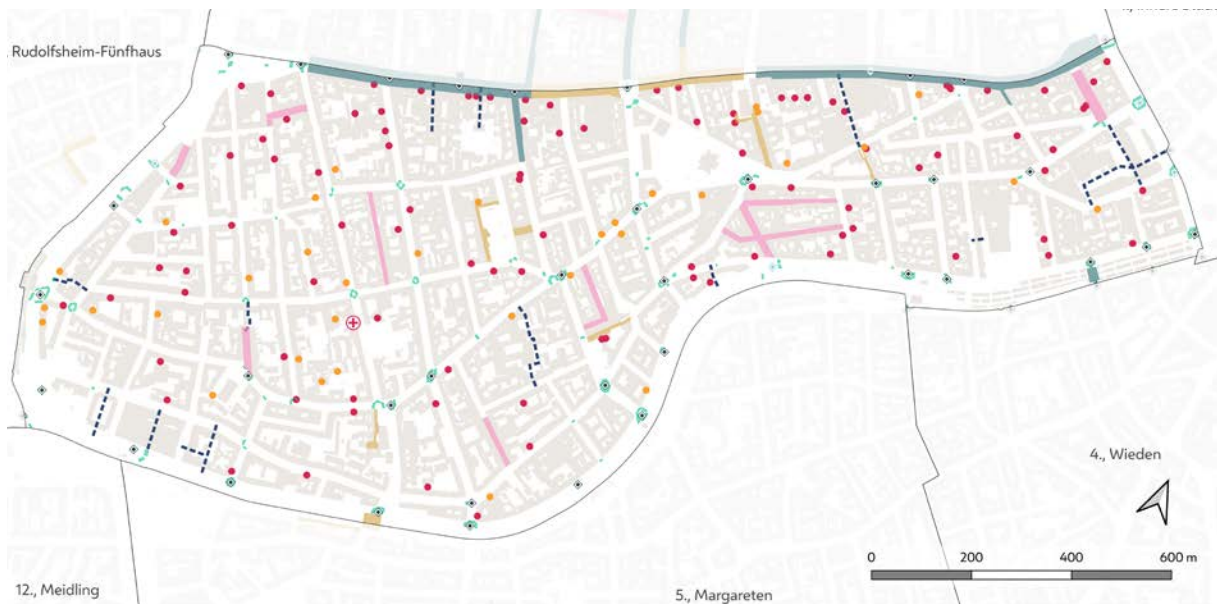 Rudolfsheim-Fünfhaus
4., Wieden
0 200 400 600 m
12., Meidling
5., Margareten